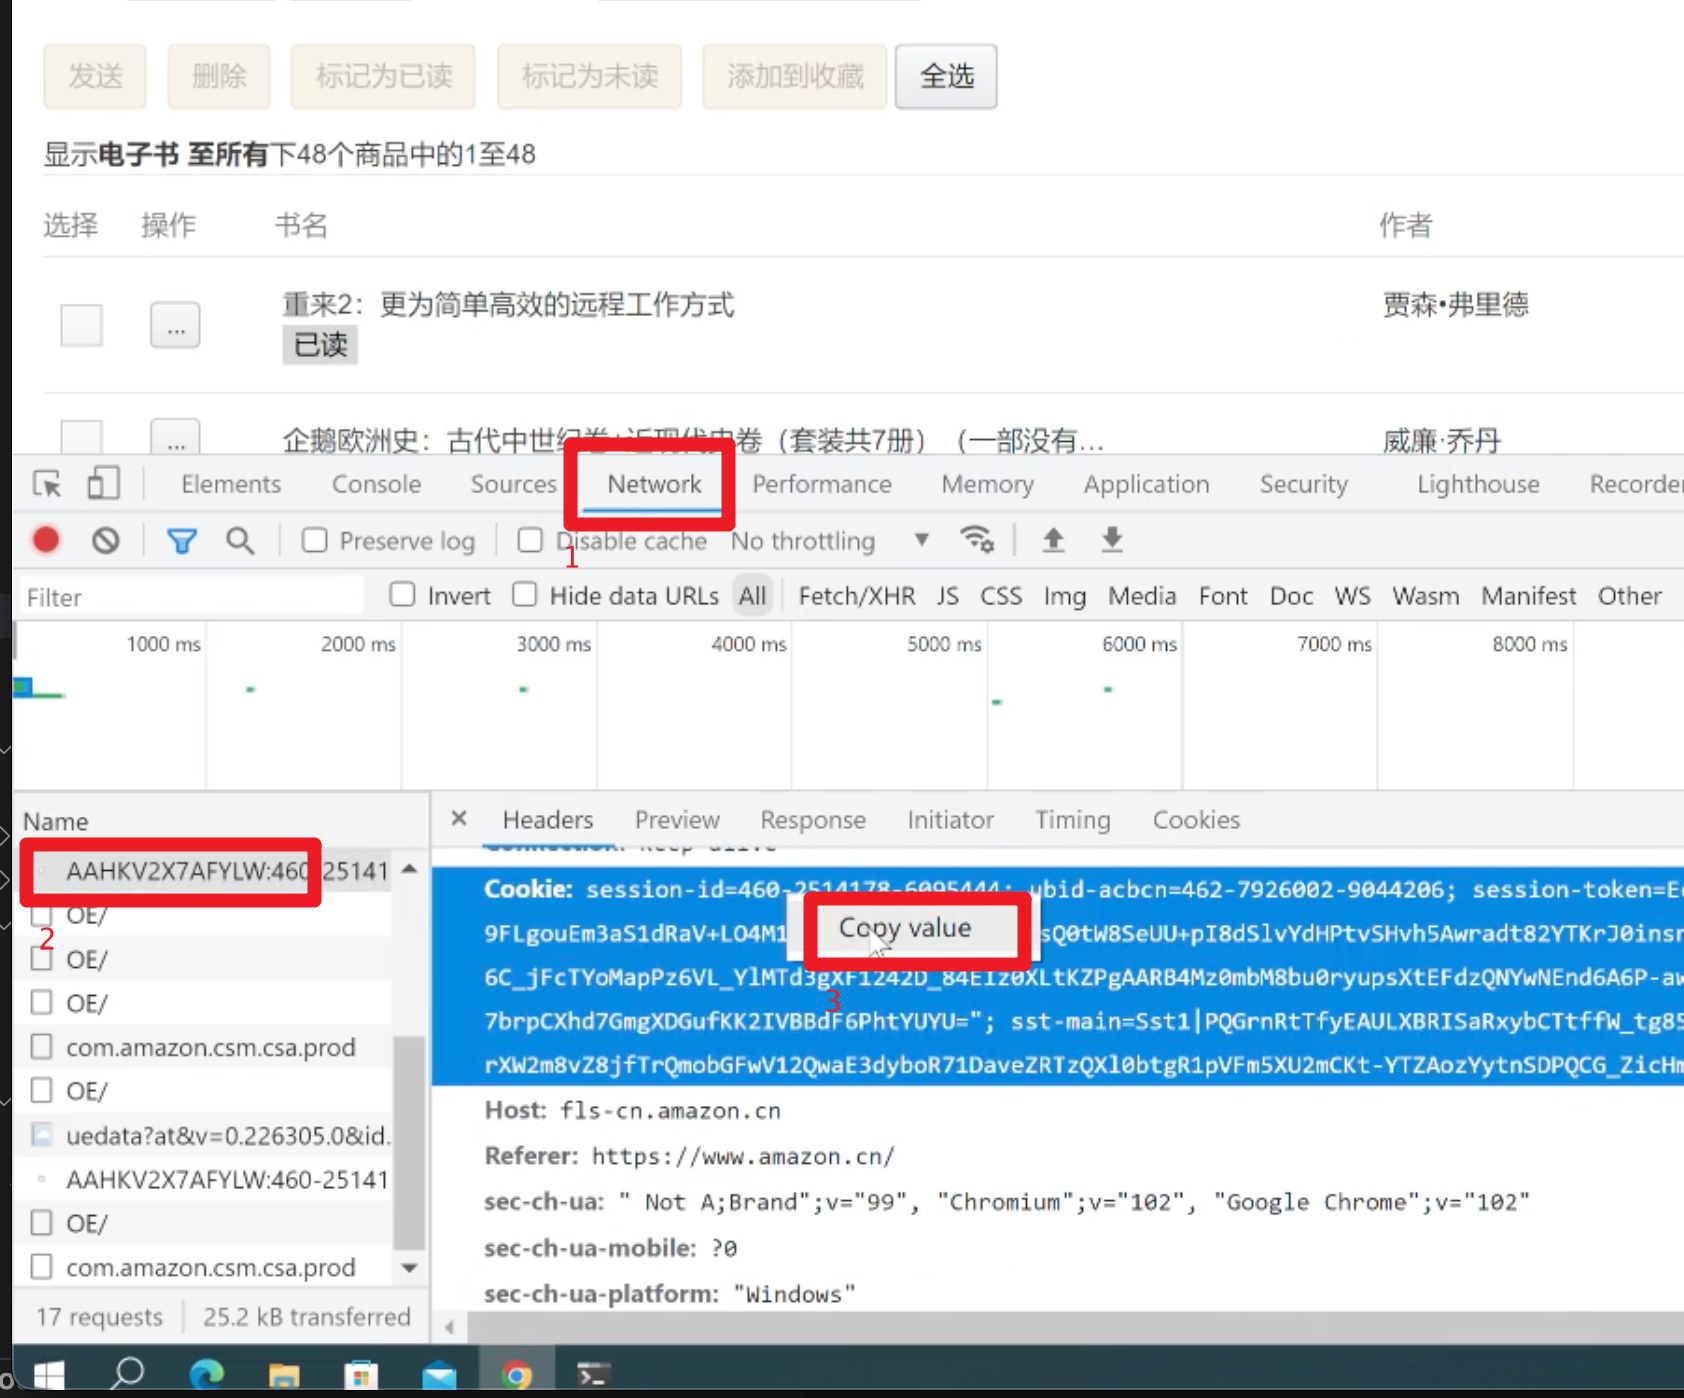 发送 删除 标记为已读 标记为未读 添加到收藏 全选
显示电子书 至所有下48个商品中的1至48
选择 操作 书名 作者
... 重来2：更为简单高效的远程工作方式 贾森•弗里德
已读
... 企鹅欧洲史：古代中世纪卷+近现代史卷（套装共7册）（一部没有... 威廉·乔丹
Elements Console Sources Network Performance Memory Application Security Lighthouse Recorder
Preserve log Disable cache No throttling
1
Filter Invert Hide data URLs All Fetch/XHR JS CSS Img Media Font Doc WS Wasm Manifest Other
1000 ms 2000 ms 3000 ms 4000 ms 5000 ms 6000 ms 7000 ms 8000 ms
Name
Headers Preview Response Initiator Timing Cookies
AAHKV2X7AFYLW:460-25141
OE/
2
OE/
OE/
com.amazon.csm.csa.prod
OE/
uedata?at&v=0.226305.0&id.
AAHKV2X7AFYLW:460-25141
OE/
com.amazon.csm.csa.prod
17 requests 25.2 kB transferred
Connection: keep-alive
Cookie: session-id=460-2514178-6095444; ubid-acbcn=462-7926002-9044206; session-token=E
9FLgouEm3aS1dRaV+LO4M1 Copy value sQ0tW8SeUU+pI8dSlvYdHPtvSHvh5Awradt82YTKrJ0insr
6C_jFcTYoMapPz6VL_YlMTd3gXF1242D_84EIz0XLtKZPgAARB4Mz0mbM8bu0ryupsXtEFdzQNYwNEnd6A6P-aw
3
7brpCXhd7GmgXDGufKK2IVBBdF6PhtYUYU="; sst-main=Sst1|PQGrnRtTfyEAULXBRISaRxybCTtffW_tg85
rXW2m8vZ8jfTrQmobGFwV12QwaE3dyboR71DaveZRTzQXl0btgR1pVFm5XU2mCKt-YTZAozYytnSDPQCG_ZicHm
Host: fls-cn.amazon.cn
Referer: https://www.amazon.cn/
sec-ch-ua: " Not A;Brand";v="99", "Chromium";v="102", "Google Chrome";v="102"
sec-ch-ua-mobile: ?0
sec-ch-ua-platform: "Windows"